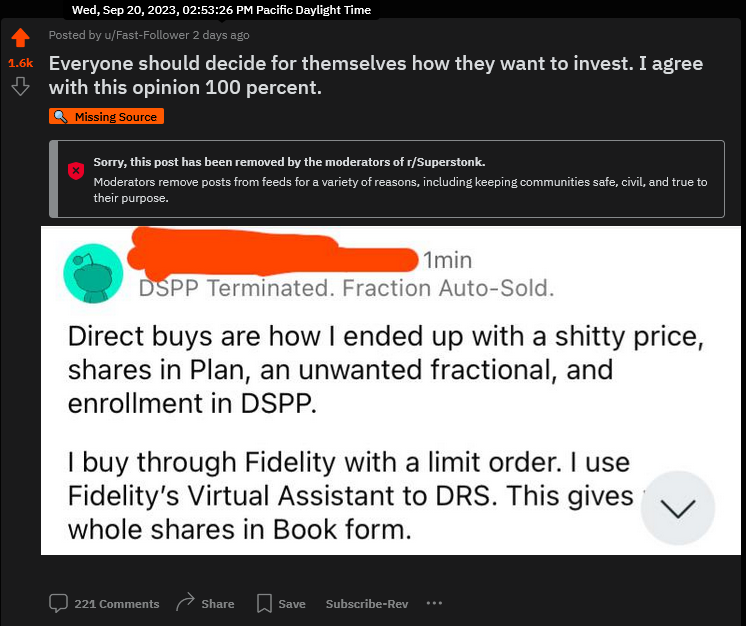 Wed, Sep 20, 2023, 02:53:26 PM Pacific Daylight Time
Posted by u/Fast-Follower 2 days ago
1.6k
Everyone should decide for themselves how they want to invest. I agree
with this opinion 100 percent.
Missing Source
Sorry, this post has been removed by the moderators of r/Superstonk.
Moderators remove posts from feeds for a variety of reasons, including keeping communities safe, civil, and true to
their purpose.
1min
DSPP Terminated. Fraction Auto-Sold.
Direct buys are how I ended up with a shitty price,
shares in Plan, an unwanted fractional, and
enrollment in DSPP.
I buy through Fidelity with a limit order. I use
Fidelity's Virtual Assistant to DRS. This gives
whole shares in Book form.
221 Comments Share Save Subscribe-Rev